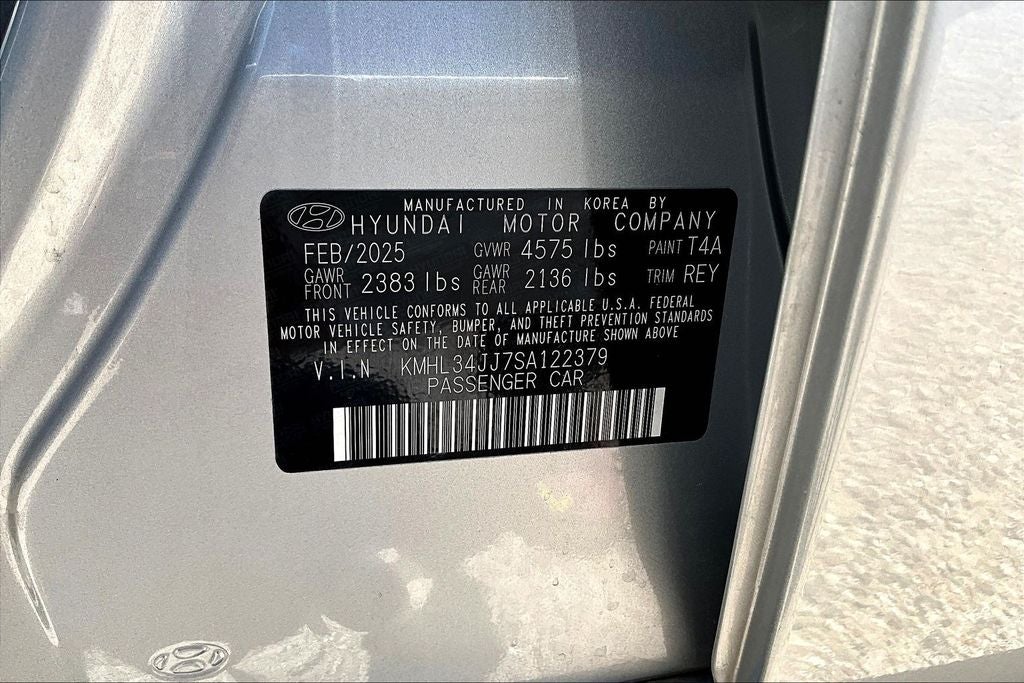 MANUFACTURED IN KOREA BY
HYUNDAI MOTOR COMPANY
FEB/2025 GVWR 4575 lbs PAINT T4A
GAWR FRONT 2383 lbs GAWR REAR 2136 lbs TRIM REY
THIS VEHICLE CONFORMS TO ALL APPLICABLE U.S.A. FEDERAL
MOTOR VEHICLE SAFETY, BUMPER, AND THEFT PREVENTION STANDARDS
IN EFFECT ON THE DATE OF MANUFACTURE SHOWN ABOVE
V.I.N KMHL34JJ7SA122379
PASSENGER CAR